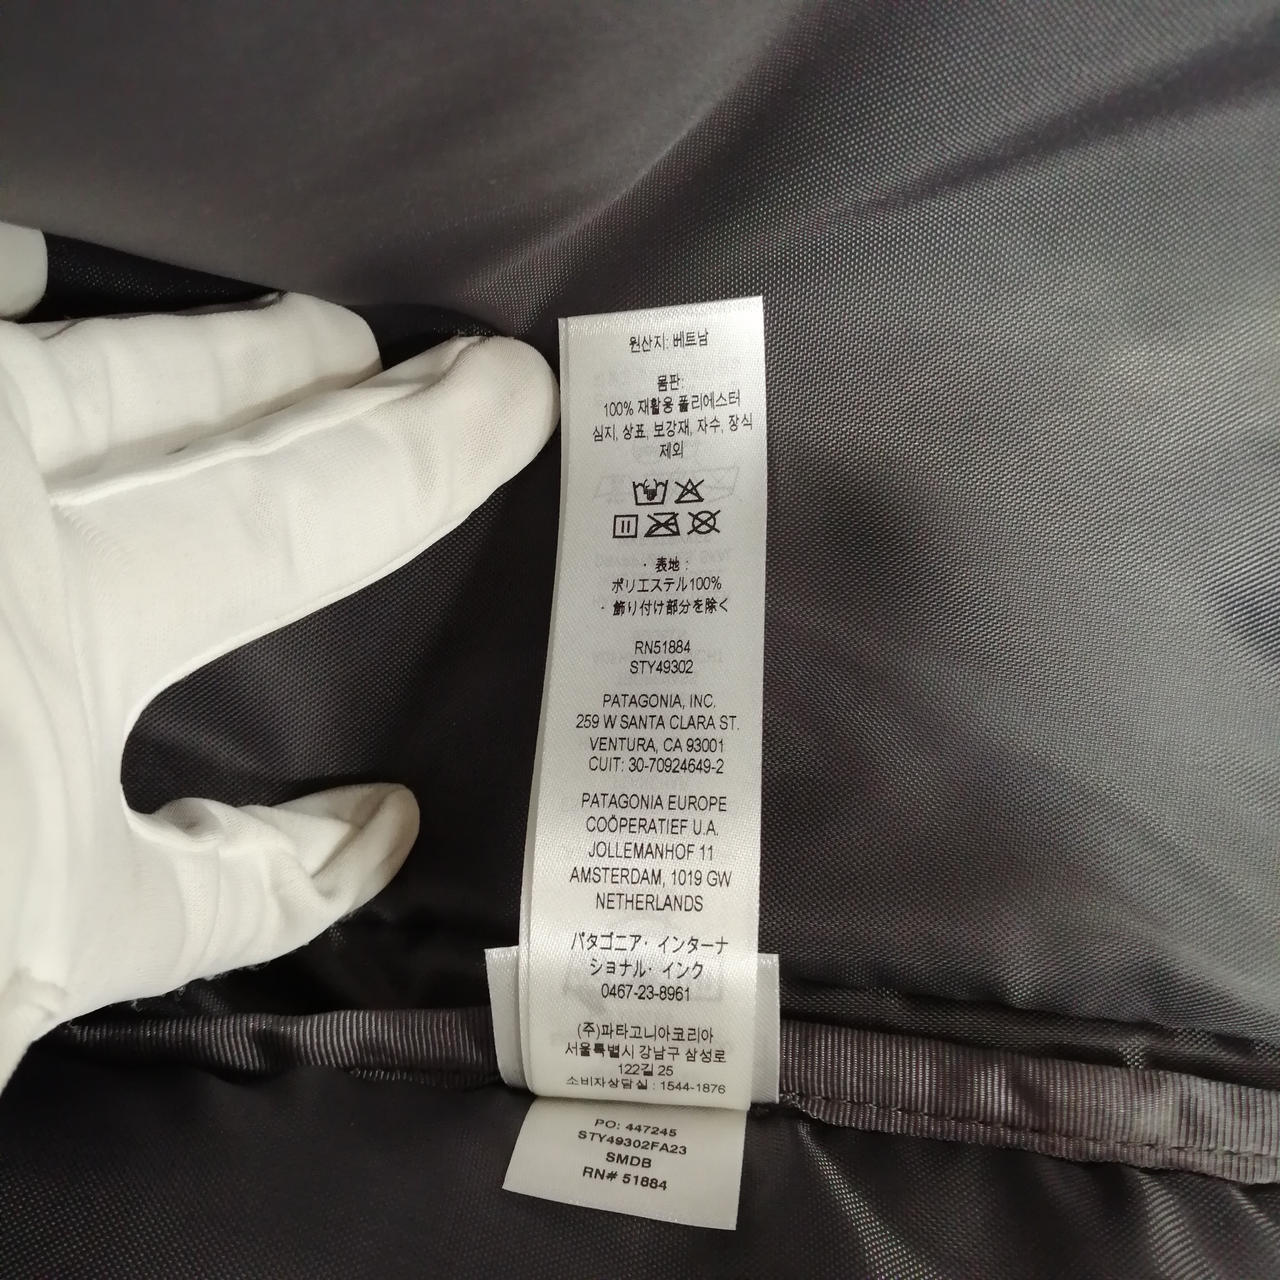 원산지: 베트남
몸판:
100% 재활용 폴리에스터
심지, 상표, 보강재, 자수, 장식
제외
・ 表地 :
ポリエステル100%
・ 飾り付け部分を除く
RN51884
STY49302
PATAGONIA, INC.
259 W SANTA CLARA ST.
VENTURA, CA 93001
CUIT: 30-70924649-2
PATAGONIA EUROPE
COÖPERATIEF U.A.
JOLLEMANHOF 11
AMSTERDAM, 1019 GW
NETHERLANDS
パタゴニア・インターナ
ショナル・インク
0467-23-8961
(주)파타고니아코리아
서울특별시 강남구 삼성로
122길 25
소비자상담실 : 1544-1876
PO: 447245
STY49302FA23
SMDB
RN# 51884